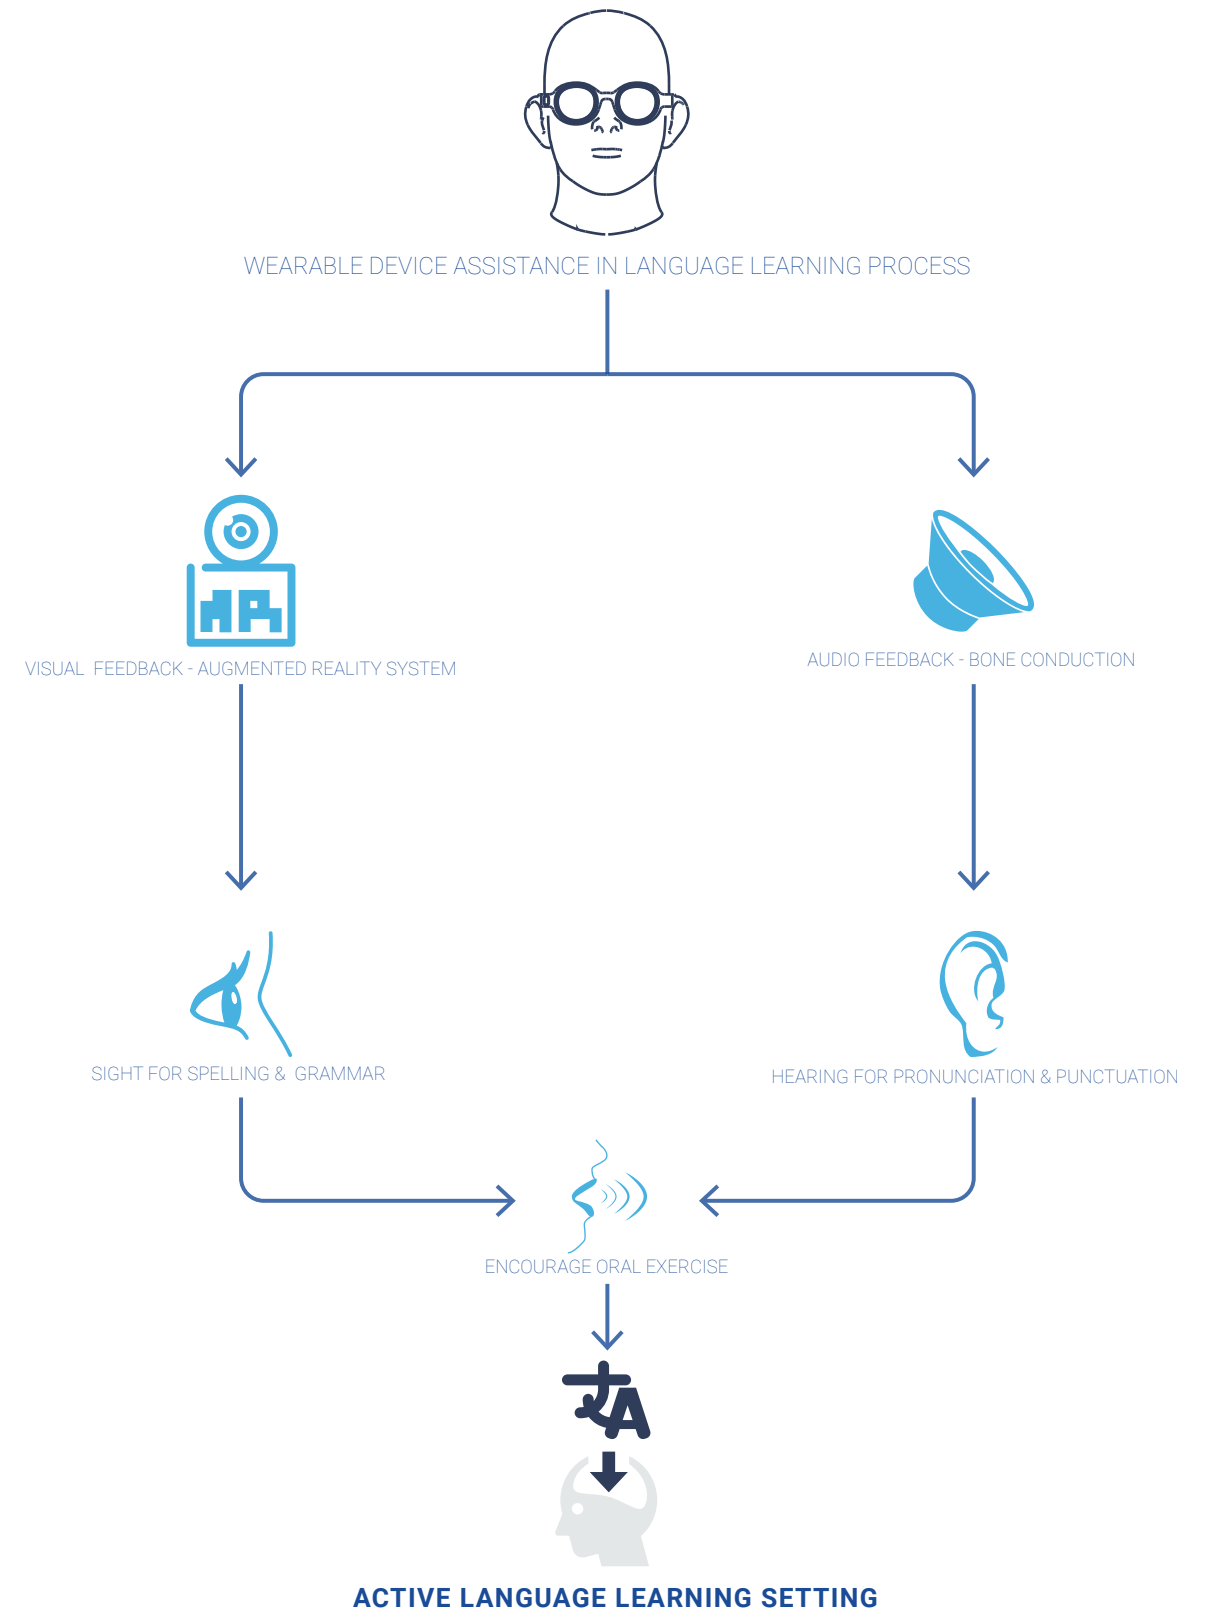 WEARABLE DEVICE ASSISTANCE IN LANGUAGE LEARNING PROCESS
AR
VISUAL FEEDBACK - AUGMENTED REALITY SYSTEM
AUDIO FEEDBACK - BONE CONDUCTION
SIGHT FOR SPELLING & GRAMMAR
HEARING FOR PRONUNCIATION & PUNCTUATION
ENCOURAGE ORAL EXERCISE
A
ACTIVE LANGUAGE LEARNING SETTING